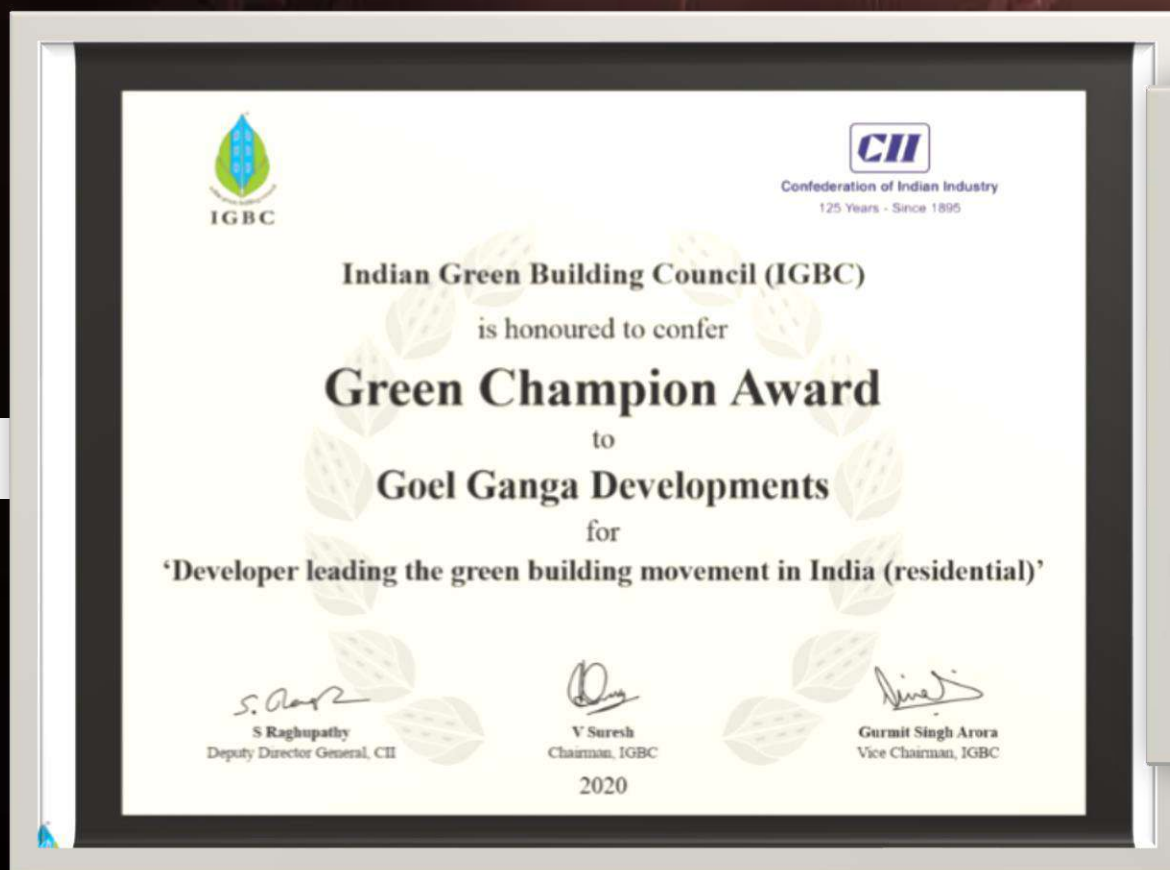 IGBC
CII
Confederation of Indian Industry
125 Years - Since 1895
Indian Green Building Council (IGBC)
is honoured to confer
Green Champion Award
to
Goel Ganga Developments
for
‘Developer leading the green building movement in India (residential)’
S Raghupathy
Deputy Director General, CII
V Suresh
Chairman, IGBC
Gurmit Singh Arora
Vice Chairman, IGBC
2020